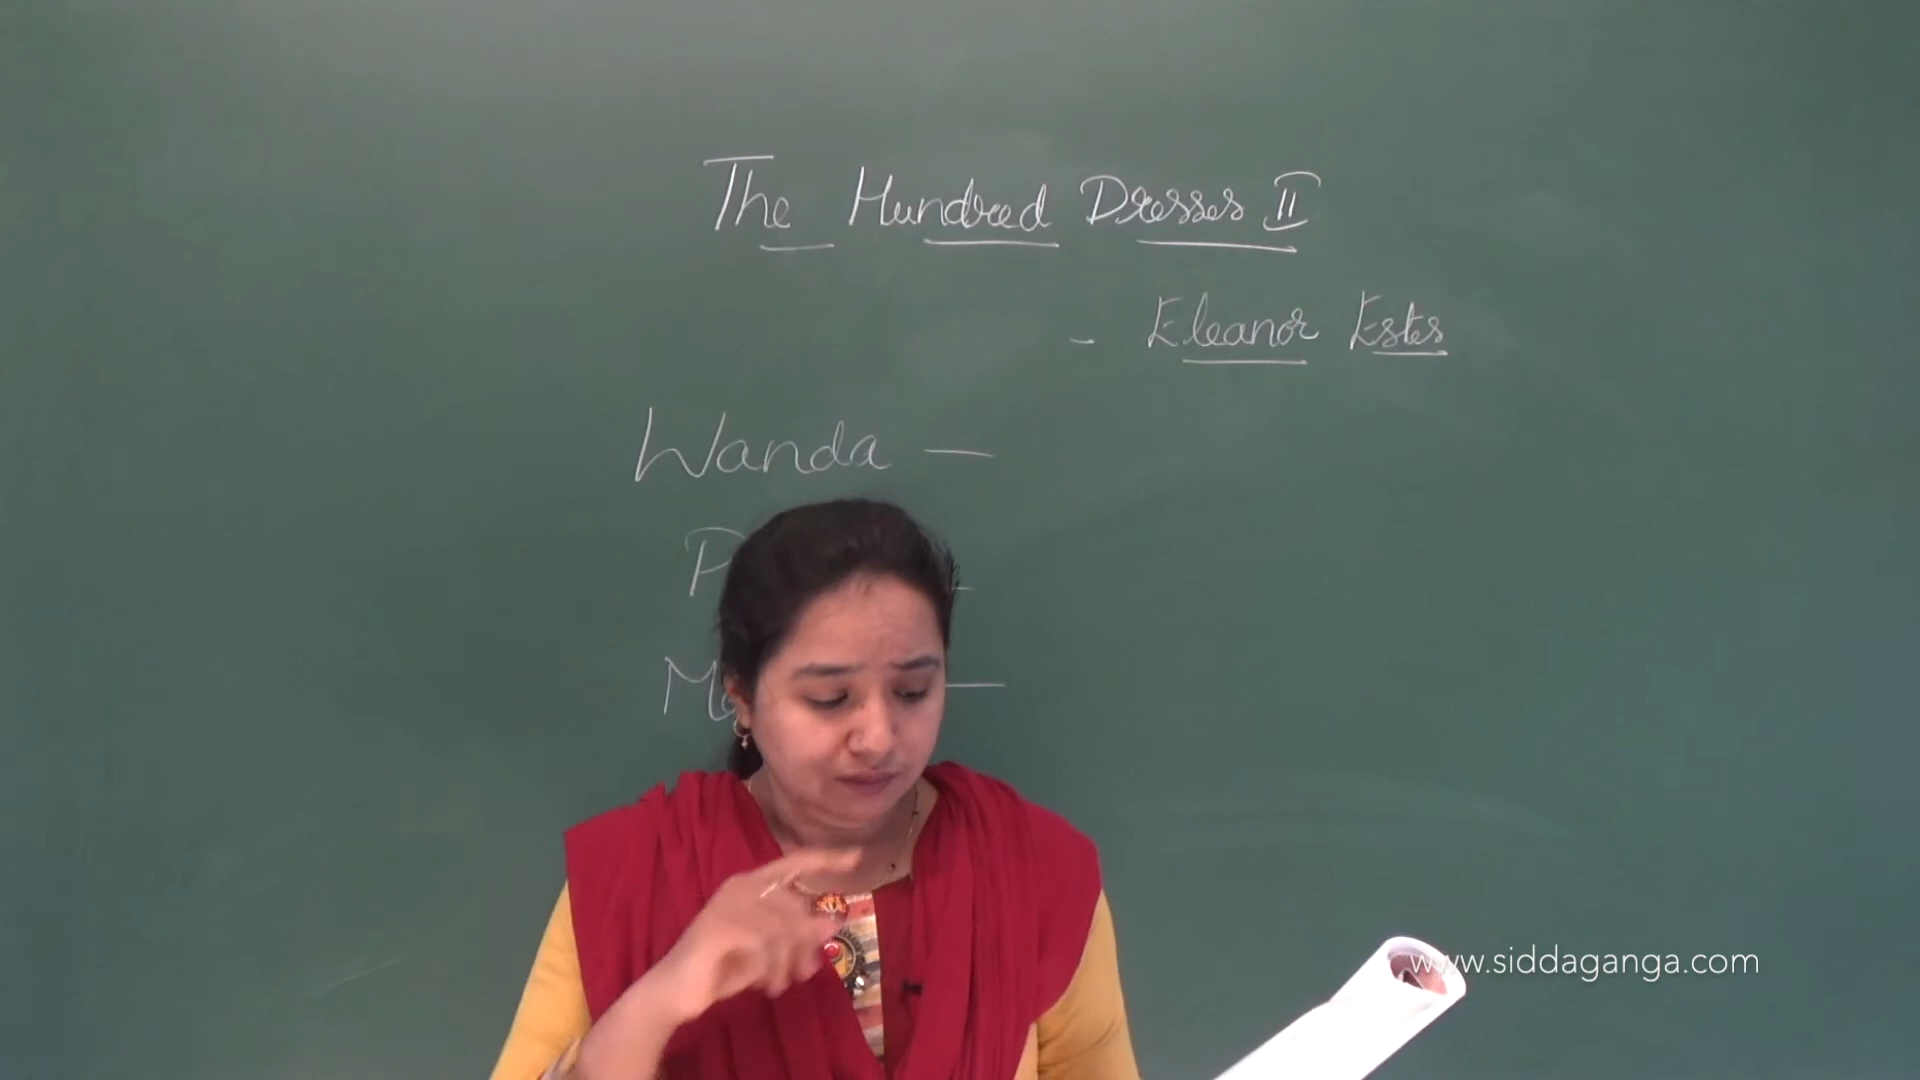 The Hundred Dresses II
- Eleanor Estes
Wanda —
www.siddaganga.com